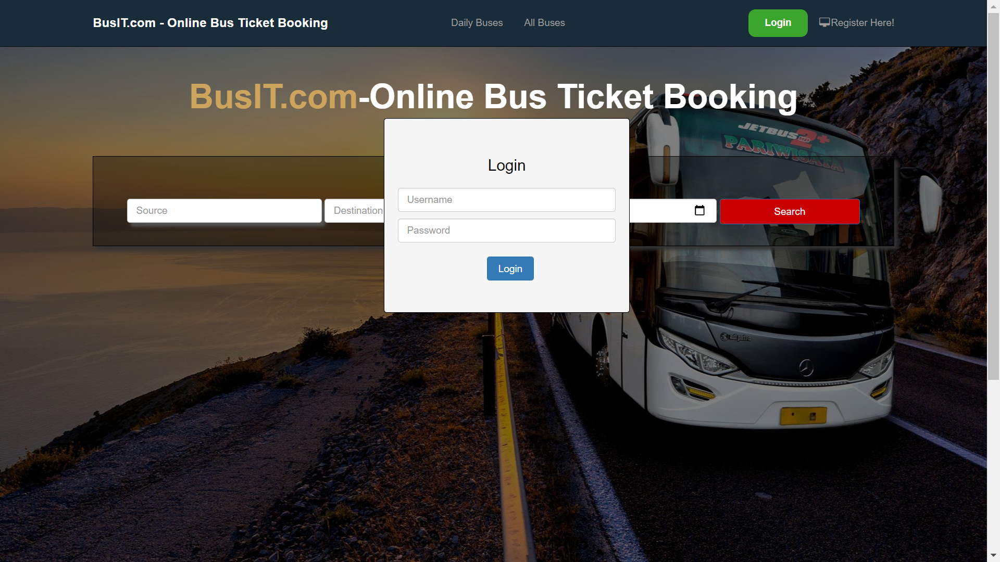 BusIT.com - Online Bus Ticket Booking
Daily Buses
All Buses
Login
Register Here!
BusIT.com-Online Bus Ticket Booking
JETBUS HD 2+
PARIWISATA
Login
Username
Source
Destination
Search
Password
Login